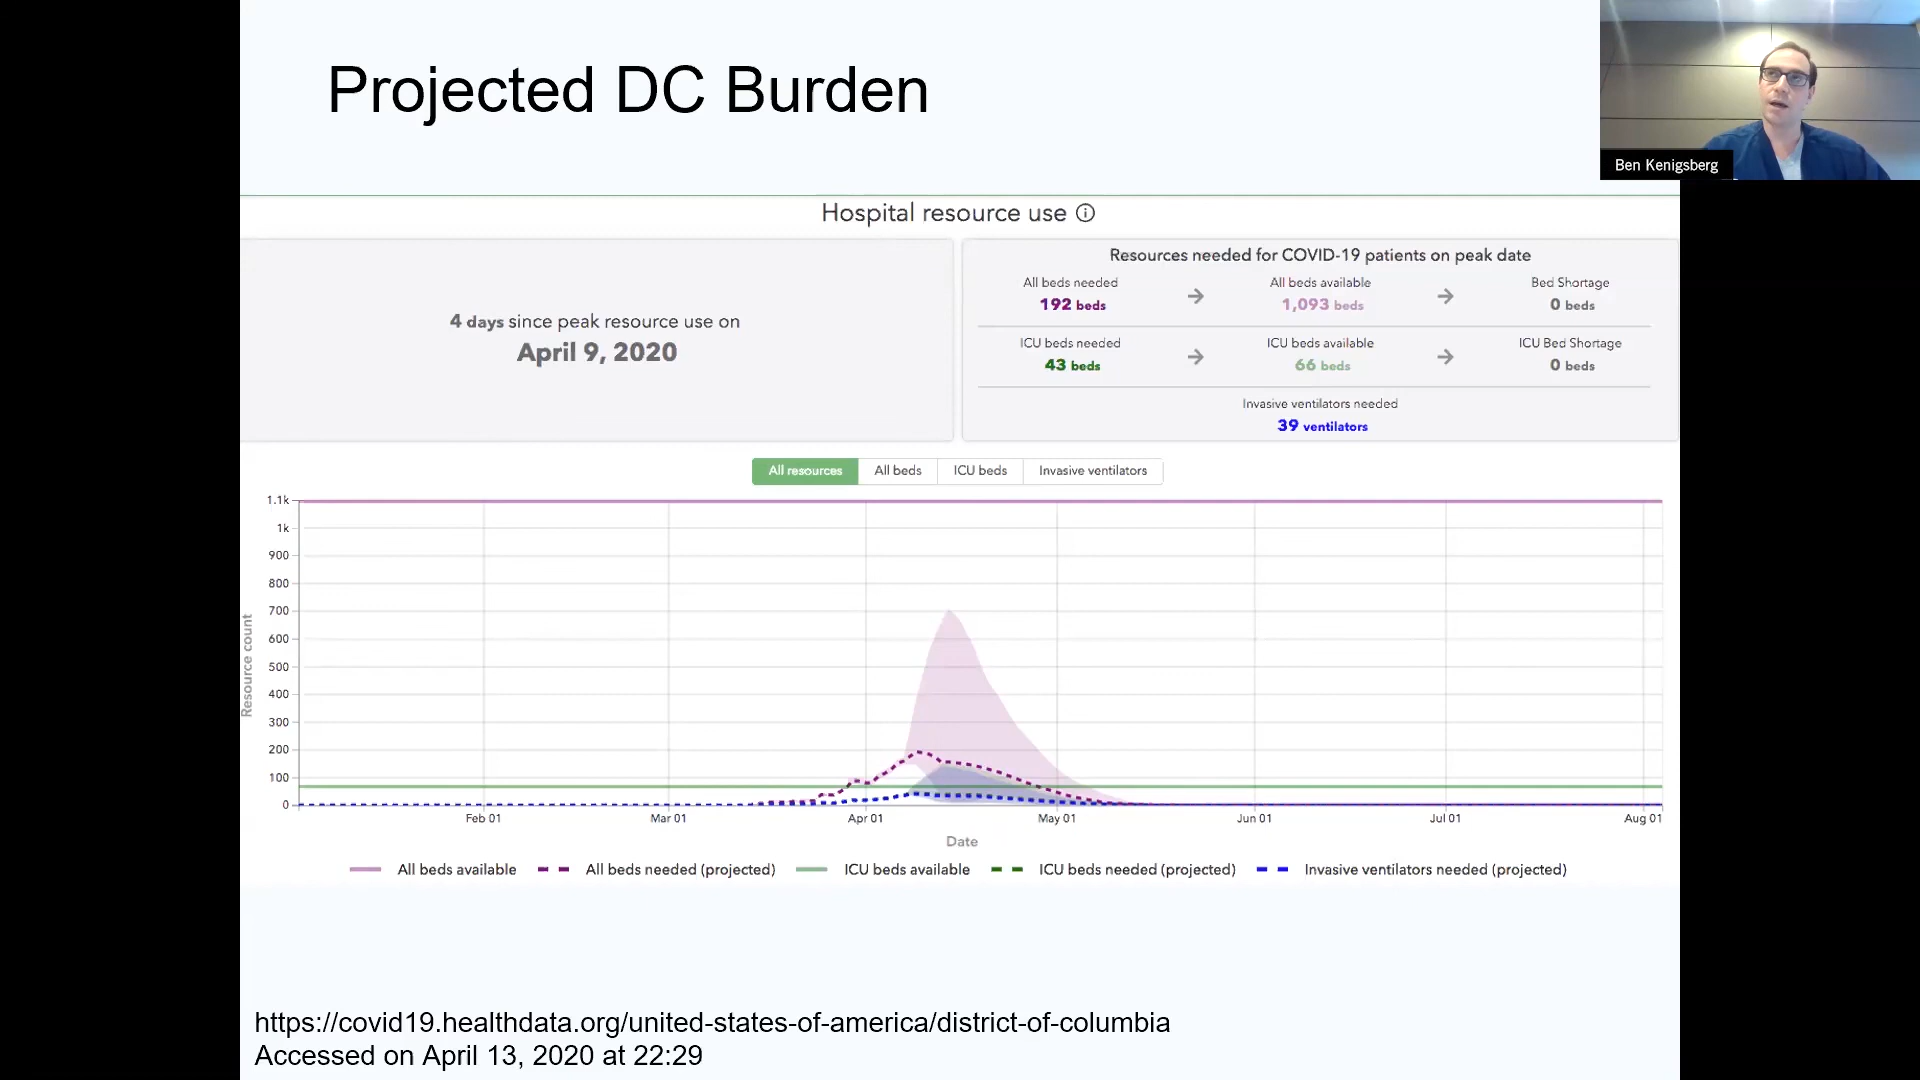 Projected DC Burden
Ben Kenigsberg
Hospital resource use
4 days since peak resource use on
April 9, 2020
Resources needed for COVID-19 patients on peak date
All beds needed
192 beds
All beds available
1,093 beds
Bed Shortage
0 beds
ICU beds needed
43 beds
ICU beds available
66 beds
ICU Bed Shortage
0 beds
Invasive ventilators needed
39 ventilators
All resources All beds ICU beds Invasive ventilators
Resource count
1.1k
1k
900
800
700
600
500
400
300
200
100
0
Feb 01 Mar 01 Apr 01 May 01 Jun 01 Jul 01 Aug 01
Date
All beds available All beds needed (projected) ICU beds available ICU beds needed (projected) Invasive ventilators needed (projected)
https://covid19.healthdata.org/united-states-of-america/district-of-columbia
Accessed on April 13, 2020 at 22:29